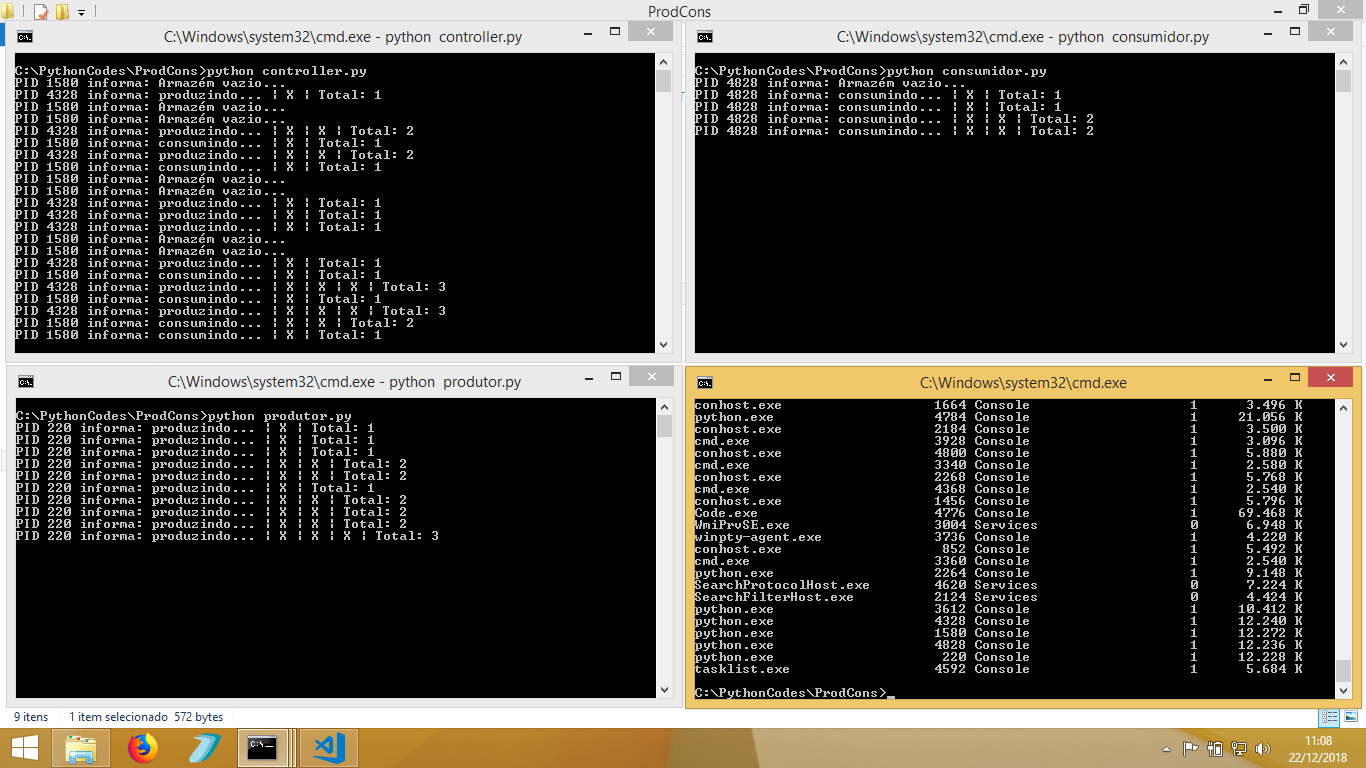 ProdCons
C:\Windows\system32\cmd.exe - python  controller.py
C:\PythonCodes\ProdCons>python controller.py
PID 1580 informa: Armazém vazio...
PID 4328 informa: produzindo... ¦ X ¦ Total: 1
PID 1580 informa: Armazém vazio...
PID 1580 informa: Armazém vazio...
PID 4328 informa: produzindo... ¦ X ¦ X ¦ Total: 2
PID 1580 informa: consumindo... ¦ X ¦ Total: 1
PID 4328 informa: produzindo... ¦ X ¦ X ¦ Total: 2
PID 1580 informa: consumindo... ¦ X ¦ Total: 1
PID 1580 informa: Armazém vazio...
PID 1580 informa: Armazém vazio...
PID 4328 informa: produzindo... ¦ X ¦ Total: 1
PID 4328 informa: produzindo... ¦ X ¦ Total: 1
PID 4328 informa: produzindo... ¦ X ¦ Total: 1
PID 1580 informa: Armazém vazio...
PID 1580 informa: Armazém vazio...
PID 4328 informa: produzindo... ¦ X ¦ Total: 1
PID 1580 informa: consumindo... ¦ X ¦ Total: 1
PID 4328 informa: produzindo... ¦ X ¦ X ¦ X ¦ Total: 3
PID 1580 informa: consumindo... ¦ X ¦ Total: 1
PID 4328 informa: produzindo... ¦ X ¦ X ¦ X ¦ Total: 3
PID 1580 informa: consumindo... ¦ X ¦ X ¦ Total: 2
PID 1580 informa: consumindo... ¦ X ¦ Total: 1
C:\Windows\system32\cmd.exe - python  consumidor.py
C:\PythonCodes\ProdCons>python consumidor.py
PID 4828 informa: Armazém vazio...
PID 4828 informa: consumindo... ¦ X ¦ Total: 1
PID 4828 informa: consumindo... ¦ X ¦ Total: 1
PID 4828 informa: consumindo... ¦ X ¦ X ¦ Total: 2
PID 4828 informa: consumindo... ¦ X ¦ X ¦ Total: 2
C:\Windows\system32\cmd.exe - python  produtor.py
C:\PythonCodes\ProdCons>python produtor.py
PID 220 informa: produzindo... ¦ X ¦ Total: 1
PID 220 informa: produzindo... ¦ X ¦ Total: 1
PID 220 informa: produzindo... ¦ X ¦ Total: 1
PID 220 informa: produzindo... ¦ X ¦ X ¦ Total: 2
PID 220 informa: produzindo... ¦ X ¦ X ¦ Total: 2
PID 220 informa: produzindo... ¦ X ¦ Total: 1
PID 220 informa: produzindo... ¦ X ¦ X ¦ Total: 2
PID 220 informa: produzindo... ¦ X ¦ X ¦ Total: 2
PID 220 informa: produzindo... ¦ X ¦ X ¦ Total: 2
PID 220 informa: produzindo... ¦ X ¦ X ¦ X ¦ Total: 3
C:\Windows\system32\cmd.exe
conhost.exe 1664 Console 1 3.496 K
python.exe 4784 Console 1 21.056 K
conhost.exe 2184 Console 1 3.500 K
cmd.exe 3928 Console 1 3.096 K
conhost.exe 4800 Console 1 5.880 K
cmd.exe 3340 Console 1 2.580 K
conhost.exe 2268 Console 1 5.768 K
cmd.exe 4368 Console 1 2.540 K
conhost.exe 1456 Console 1 5.796 K
Code.exe 4776 Console 1 69.468 K
WmiPrvSE.exe 3004 Services 0 6.948 K
winpty-agent.exe 3736 Console 1 4.220 K
conhost.exe 852 Console 1 5.492 K
cmd.exe 3360 Console 1 2.540 K
python.exe 2264 Console 1 9.148 K
SearchProtocolHost.exe 4620 Services 0 7.224 K
SearchFilterHost.exe 2124 Services 0 4.424 K
python.exe 3612 Console 1 10.412 K
python.exe 4328 Console 1 12.240 K
python.exe 1580 Console 1 12.272 K
python.exe 4828 Console 1 12.236 K
python.exe 220 Console 1 12.228 K
tasklist.exe 4592 Console 1 5.684 K
C:\PythonCodes\ProdCons>_
9 itens 1 item selecionado 572 bytes
11:08
22/12/2018